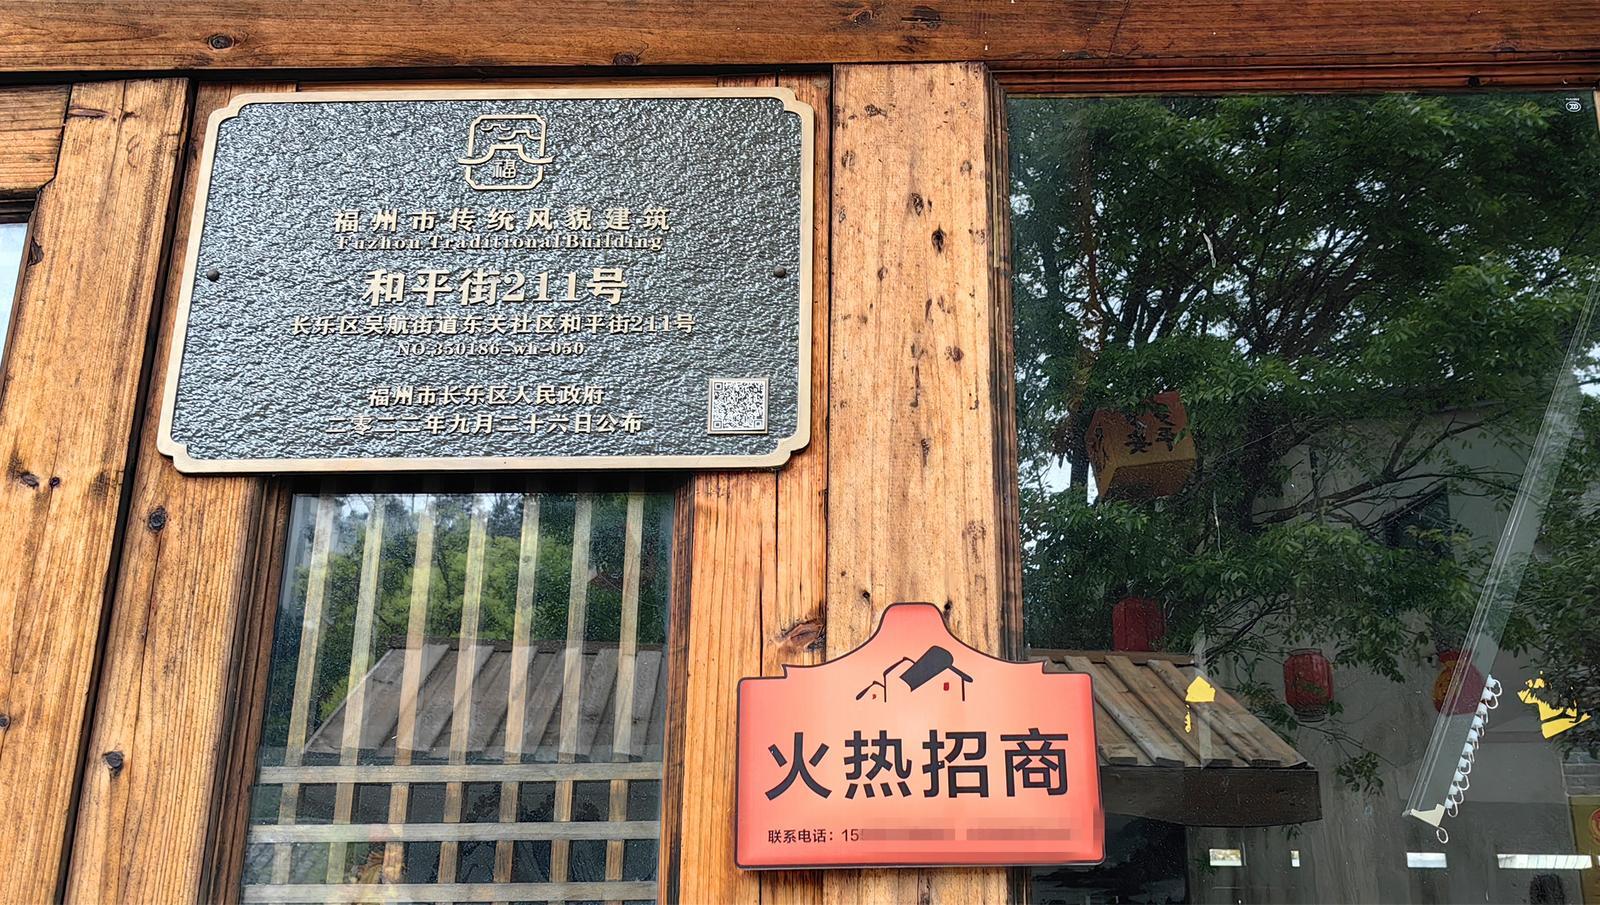 福
福州市传统风貌建筑
Fuzhou Traditional Building
和平街211号
长乐区吴航街道东关社区和平街211号
NO.350186-wh-050
福州市长乐区人民政府
二零二二年九月二十六日公布
火热招商
联系电话：15